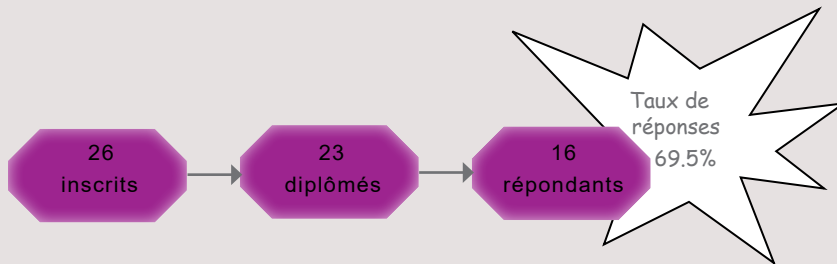 26
inscrits
23
diplômés
16
répondants
Taux de
réponses
69.5%